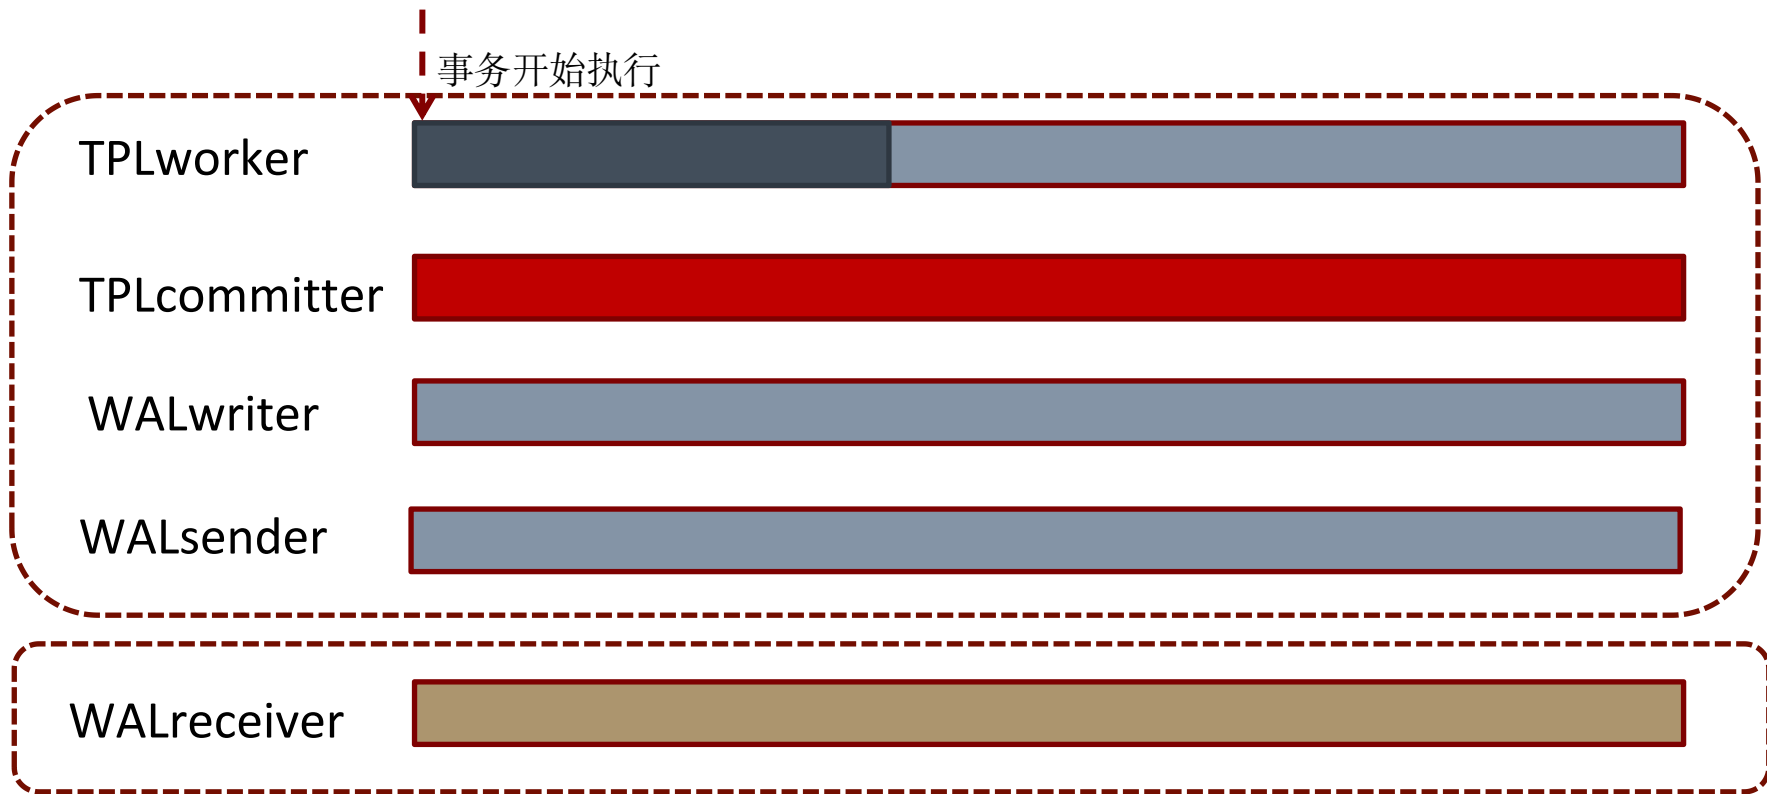 事务开始执行
TPLworker
TPLcommitter
WALwriter
WALsender
WALreceiver